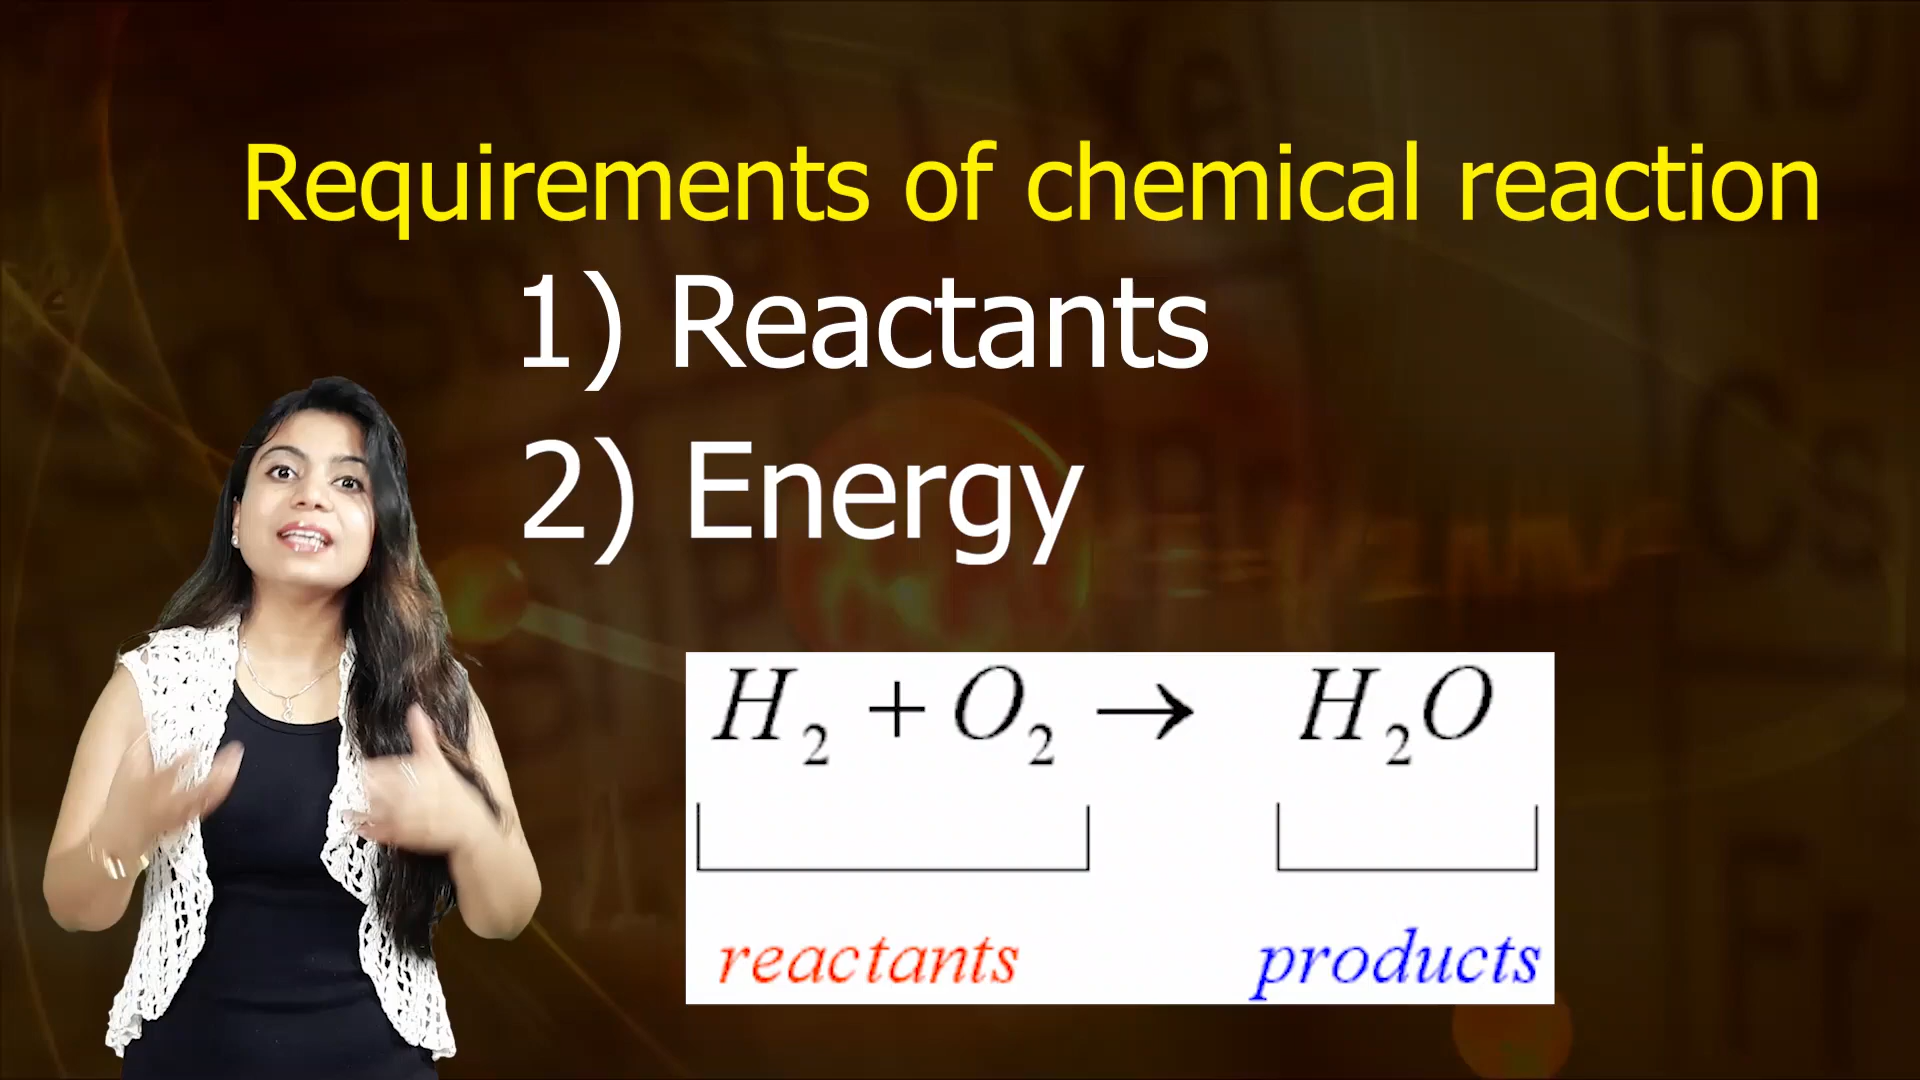 Requirements of chemical reaction
1) Reactants
2) Energy
H₂ + O₂ → H₂O
reactants products